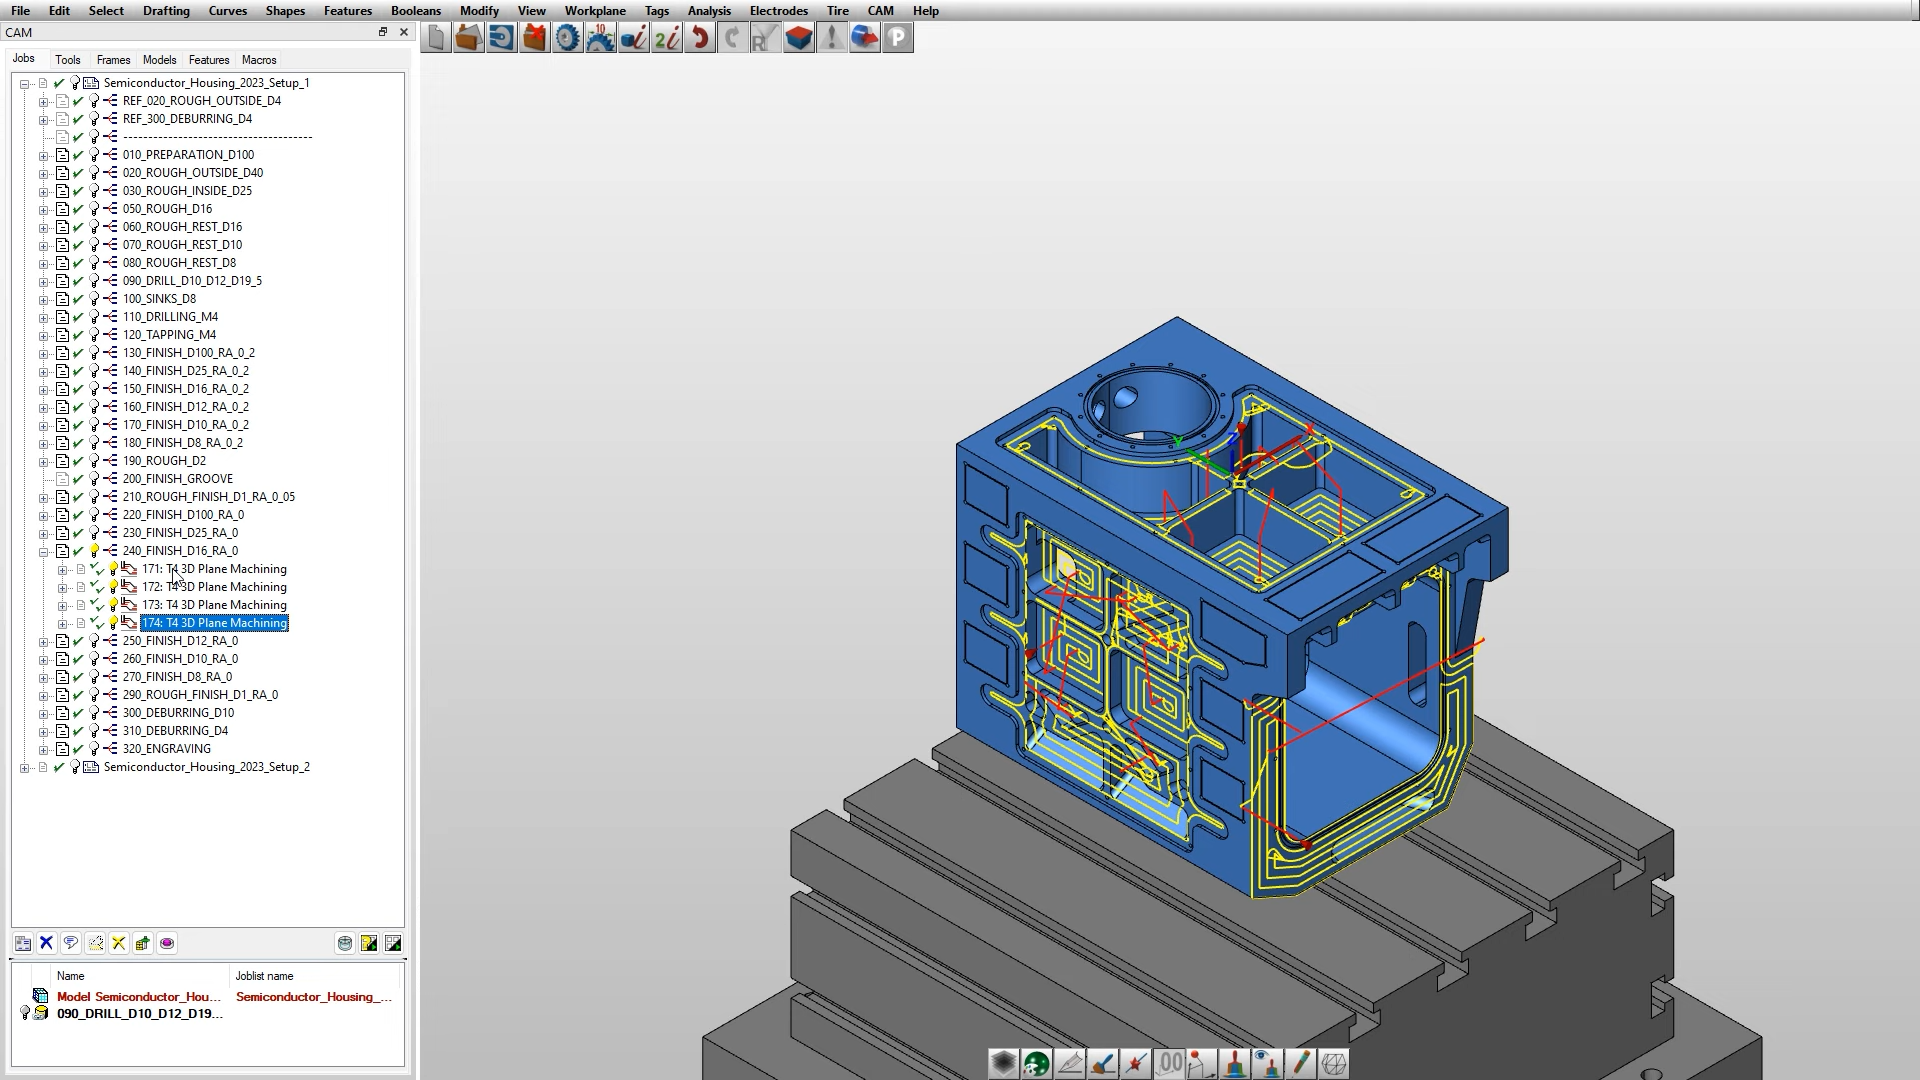 File Edit Select Drafting Curves Shapes Features Booleans Modify View Workplane Tags Analysis Electrodes Tire CAM Help
CAM
Jobs Tools Frames Models Features Macros
Semiconductor_Housing_2023_Setup_1
REF_020_ROUGH_OUTSIDE_D4
REF_300_DEBURRING_D4
--------------------------------------
010_PREPARATION_D100
020_ROUGH_OUTSIDE_D40
030_ROUGH_INSIDE_D25
050_ROUGH_D16
060_ROUGH_REST_D16
070_ROUGH_REST_D10
080_ROUGH_REST_D8
090_DRILL_D10_D12_D19_5
100_SINKS_D8
110_DRILLING_M4
120_TAPPING_M4
130_FINISH_D100_RA_0_2
140_FINISH_D25_RA_0_2
150_FINISH_D16_RA_0_2
160_FINISH_D12_RA_0_2
170_FINISH_D10_RA_0_2
180_FINISH_D8_RA_0_2
190_ROUGH_D2
200_FINISH_GROOVE
210_ROUGH_FINISH_D1_RA_0_05
220_FINISH_D100_RA_0
230_FINISH_D25_RA_0
240_FINISH_D16_RA_0
171: T4 3D Plane Machining
172: T4 3D Plane Machining
173: T4 3D Plane Machining
174: T4 3D Plane Machining
250_FINISH_D12_RA_0
260_FINISH_D10_RA_0
270_FINISH_D8_RA_0
290_ROUGH_FINISH_D1_RA_0
300_DEBURRING_D10
310_DEBURRING_D4
320_ENGRAVING
Semiconductor_Housing_2023_Setup_2
Name Joblist name
Model Semiconductor_Hou... Semiconductor_Housing_...
090_DRILL_D10_D12_D19...